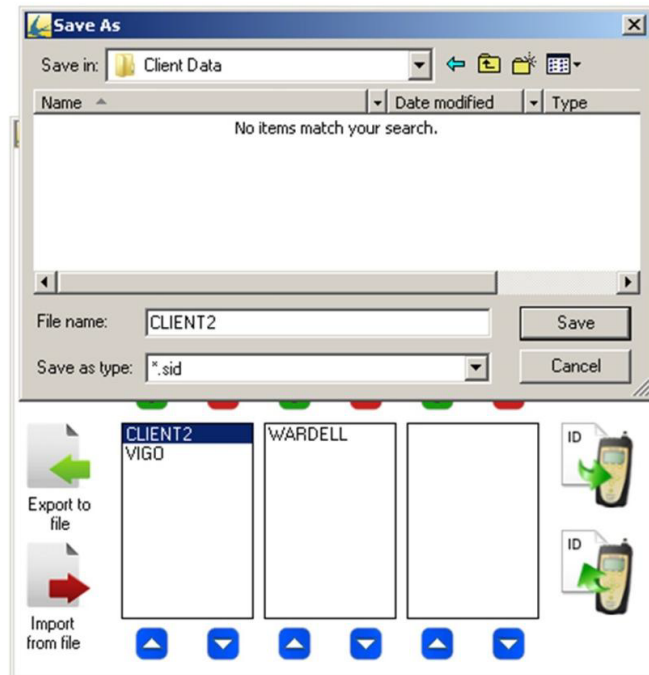 Save As
Save in: Client Data
Name Date modified Type
No items match your search.
File name: CLIENT2 Save
Save as type: *.sid Cancel
CLIENT2 WARDELL ID
VIGO
Export to
file
ID
Import
from file